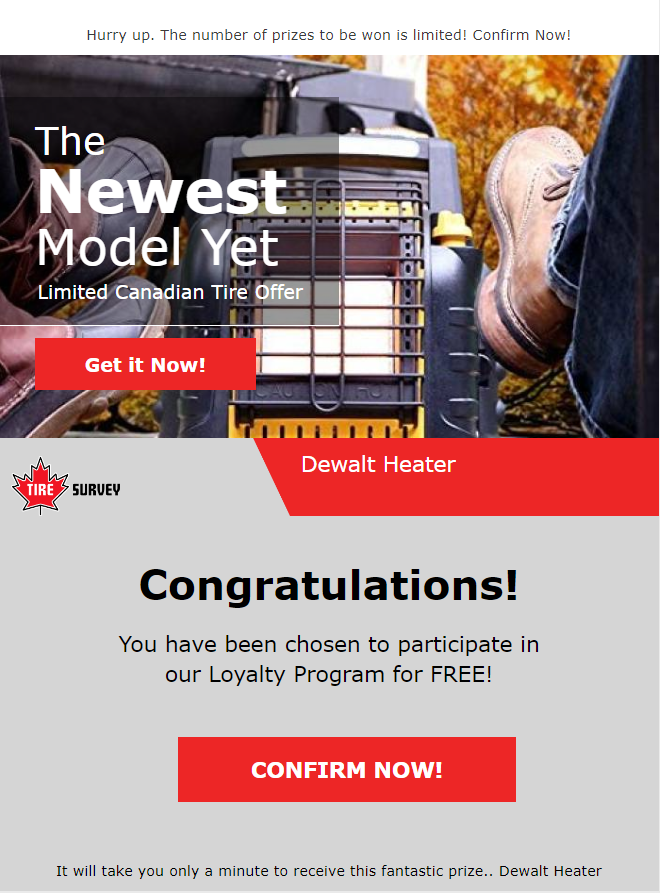 Hurry up. The number of prizes to be won is limited! Confirm Now!
The
Newest
Model Yet
Limited Canadian Tire Offer
Get it Now!
CAUTION HOT
Dewalt Heater
TIRE SURVEY
Congratulations!
You have been chosen to participate in
our Loyalty Program for FREE!
CONFIRM NOW!
It will take you only a minute to receive this fantastic prize.. Dewalt Heater